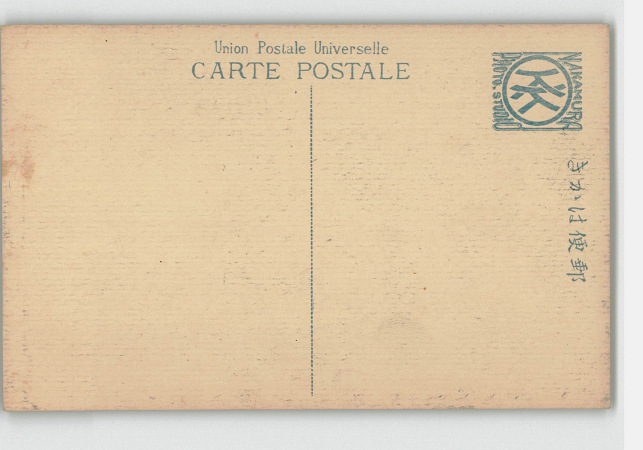 Union Postale Universelle
CARTE POSTALE
NAKAMURA
PHOTO. STUDIO
きかは便郵